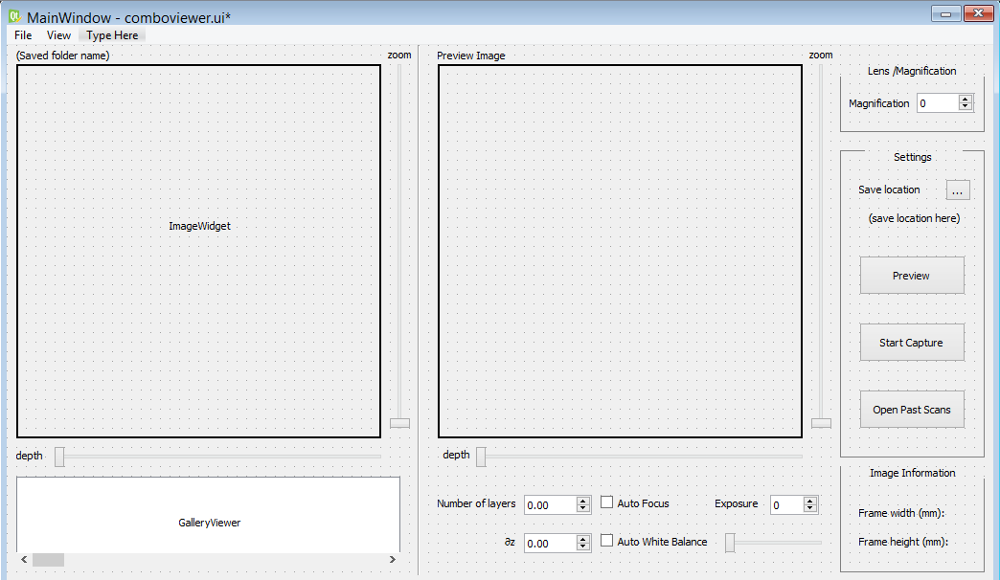 MainWindow - comboviewer.ui*
File View Type Here
(Saved folder name)
zoom
ImageWidget
depth
GalleryViewer
Preview Image
zoom
depth
Number of layers 0.00 Auto Focus Exposure 0
∂z 0.00 Auto White Balance
Lens /Magnification
Magnification 0
Settings
Save location ...
(save location here)
Preview
Start Capture
Open Past Scans
Image Information
Frame width (mm):
Frame height (mm):